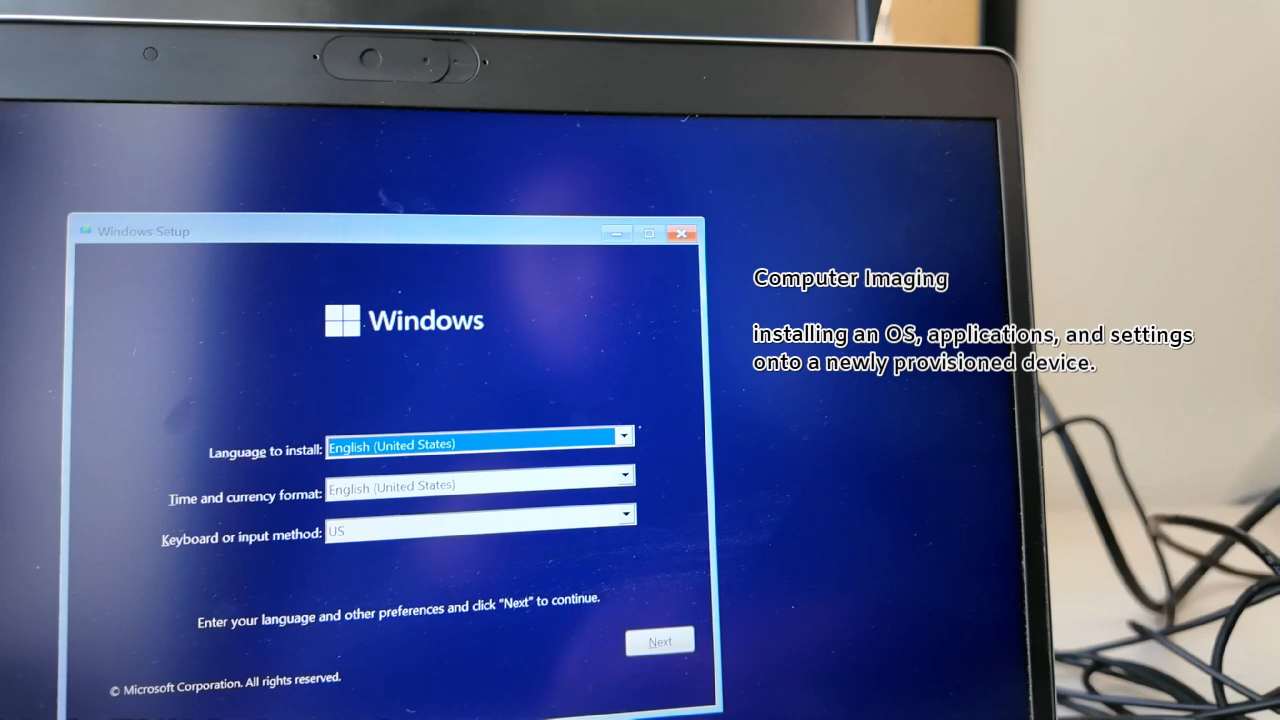 Windows Setup
Windows
Computer Imaging
installing an OS, applications, and settings
onto a newly provisioned device.
Language to install: English (United States)
Time and currency format: English (United States)
Keyboard or input method: US
Enter your language and other preferences and click "Next" to continue.
Next
© Microsoft Corporation. All rights reserved.